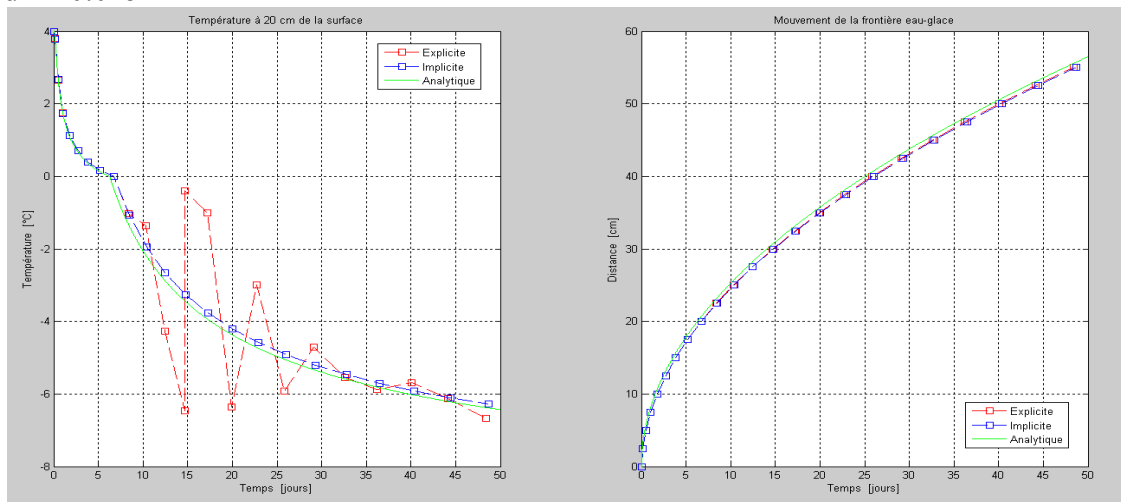 Température à 20 cm de la surface
4
2
0
-2
-4
-6
-8
Température [°C]
0 5 10 15 20 25 30 35 40 45 50
Temps [jours]
Explicite
Implicite
Analytique
Mouvement de la frontière eau-glace
60
50
40
30
20
10
0
Distance [cm]
0 5 10 15 20 25 30 35 40 45 50
Temps [jours]
Explicite
Implicite
Analytique